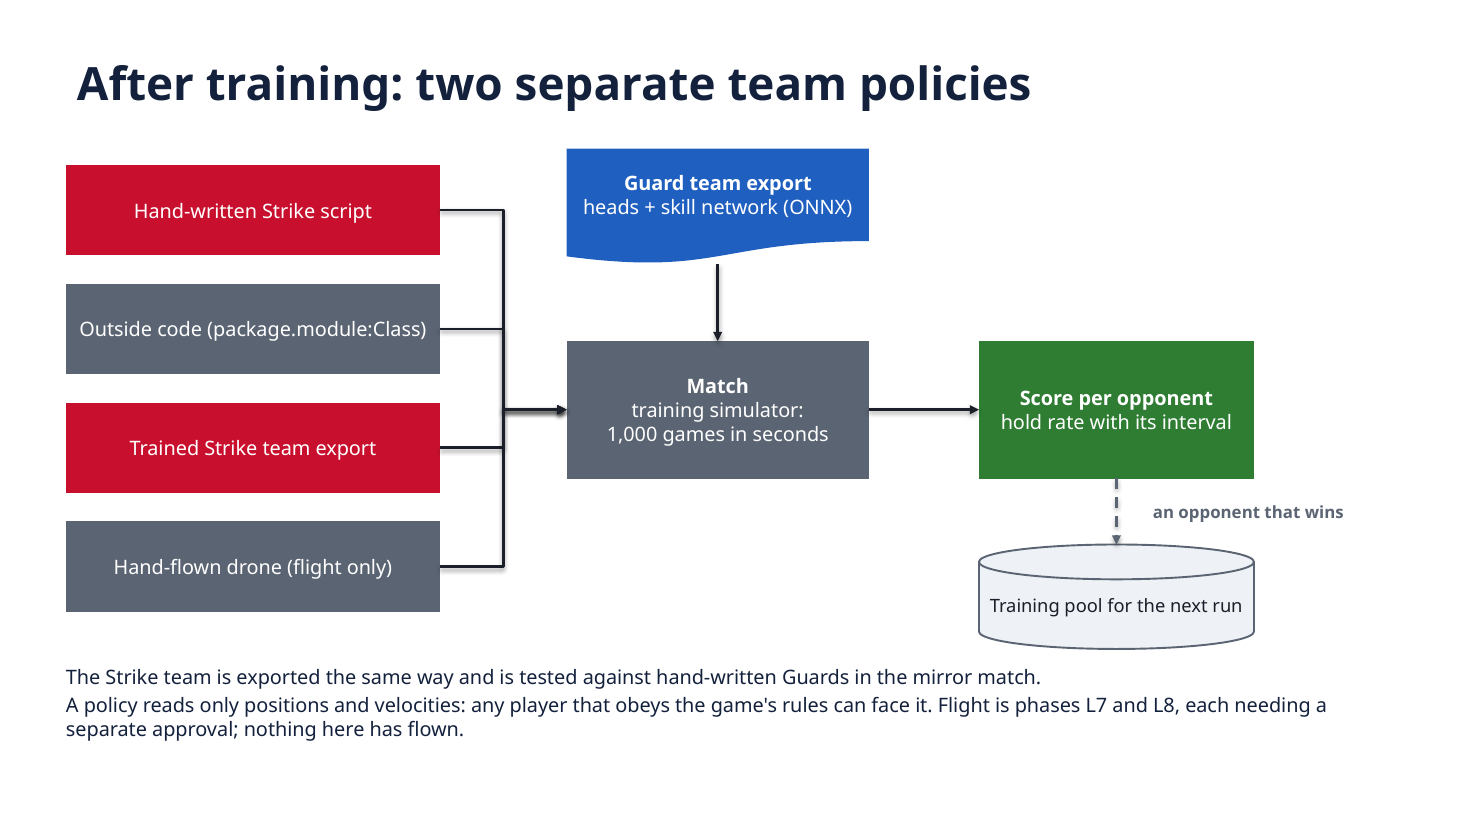 After training: two separate team policies
Hand-written Strike script
Outside code (package.module:Class)
Trained Strike team export
Hand-flown drone (flight only)
Guard team export
heads + skill network (ONNX)
Match
training simulator:
1,000 games in seconds
Score per opponent
hold rate with its interval
an opponent that wins
Training pool for the next run
The Strike team is exported the same way and is tested against hand-written Guards in the mirror match.
A policy reads only positions and velocities: any player that obeys the game's rules can face it. Flight is phases L7 and L8, each needing a
separate approval; nothing here has flown.